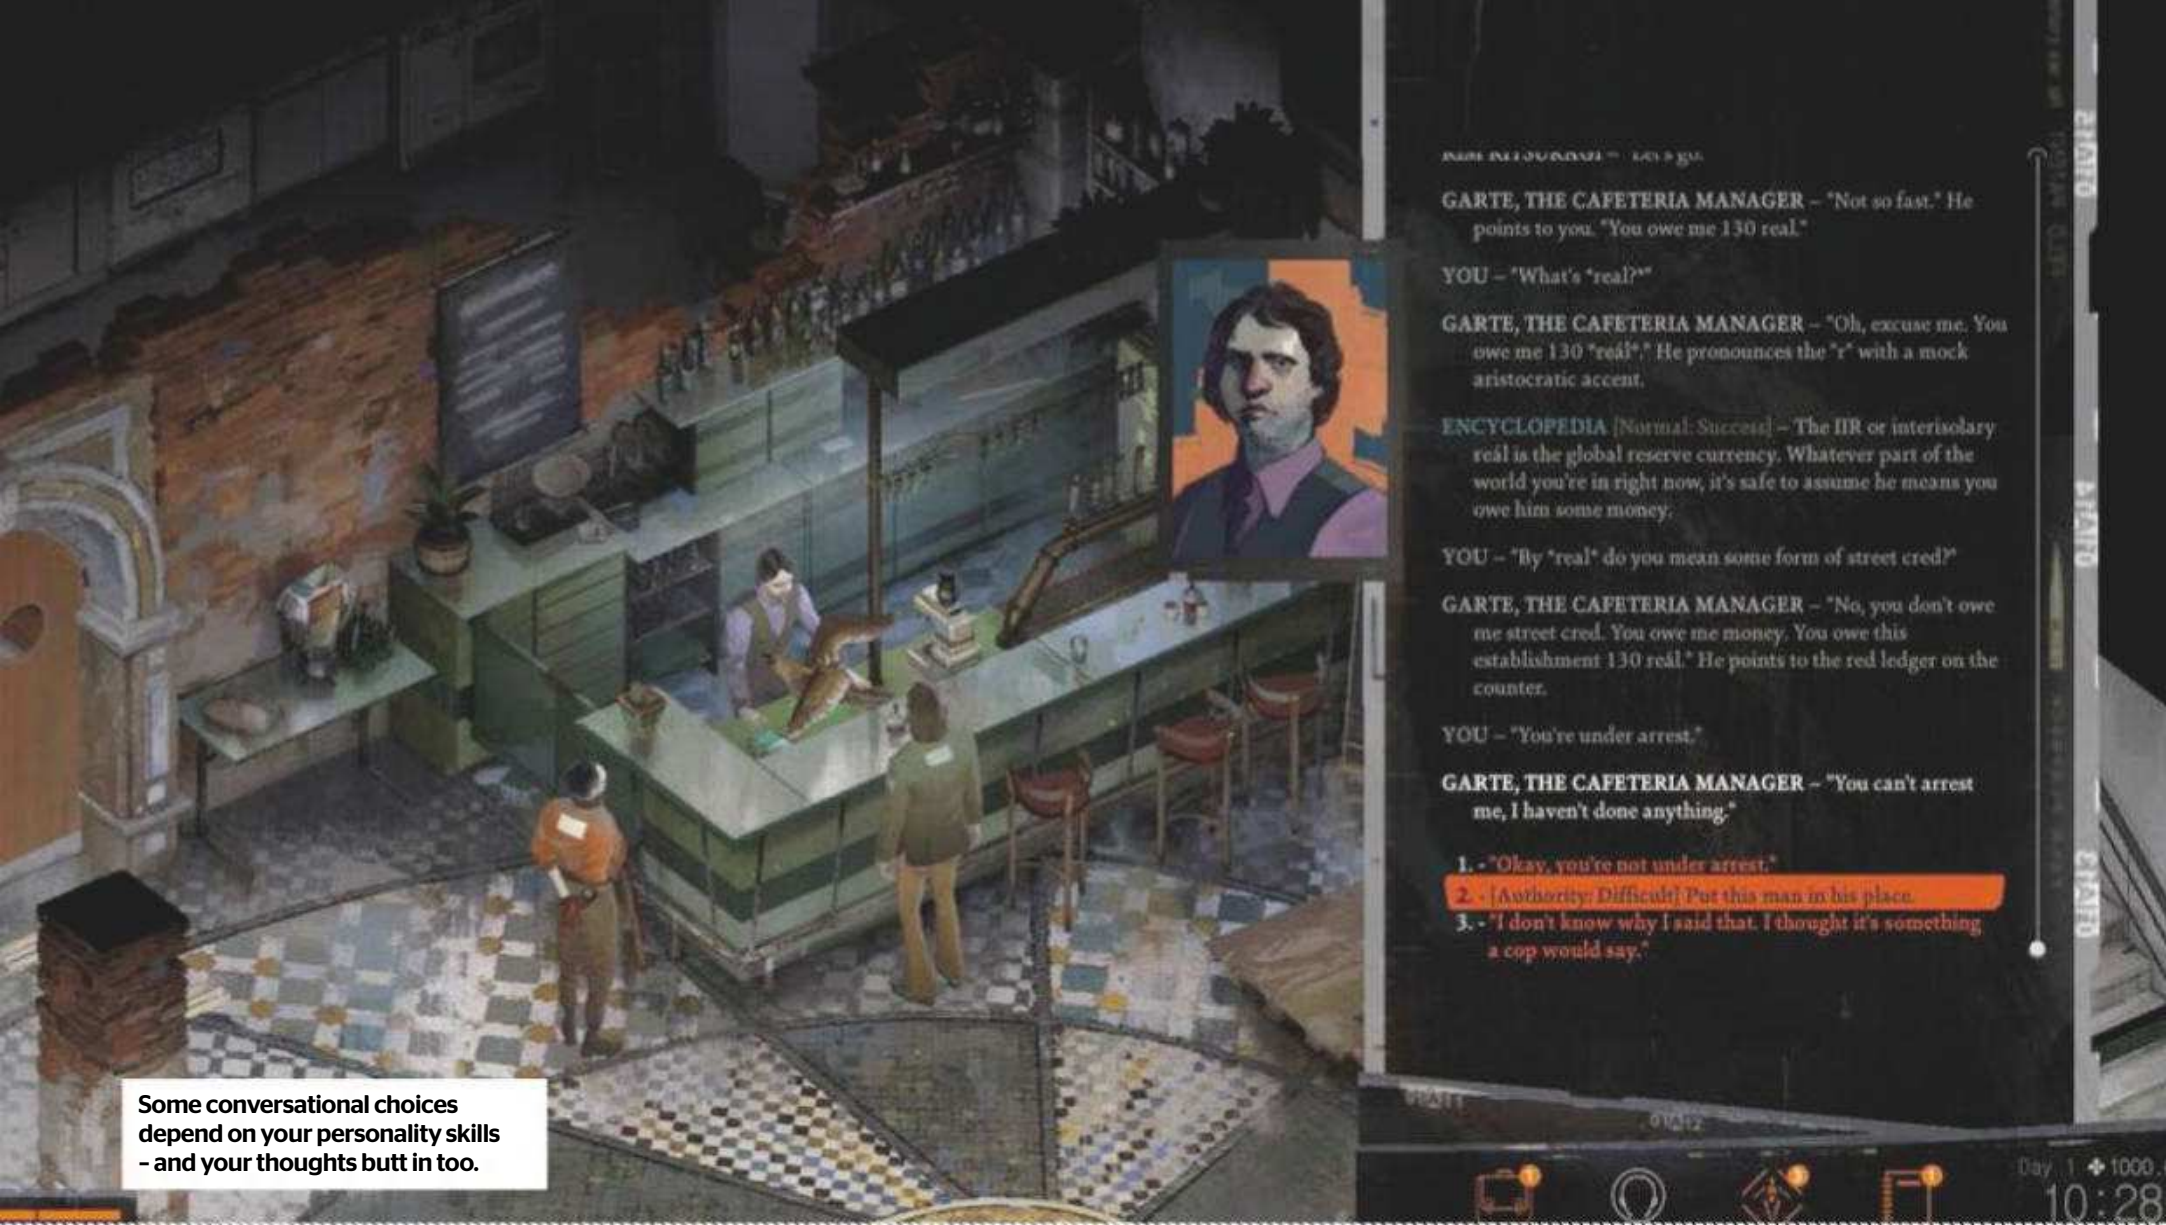 KIM KITSURAGI – "Let's go."
GARTE, THE CAFETERIA MANAGER – "Not so fast." He
points to you. "You owe me 130 real."
YOU – "What's *real?*"
GARTE, THE CAFETERIA MANAGER – "Oh, excuse me. You
owe me 130 *reál*." He pronounces the "r" with a mock
aristocratic accent.
ENCYCLOPEDIA [Normal: Success] – The IIR or interisolary
reál is the global reserve currency. Whatever part of the
world you're in right now, it's safe to assume he means you
owe him some money.
YOU – "By *real* do you mean some form of street cred?"
GARTE, THE CAFETERIA MANAGER – "No, you don't owe
me street cred. You owe me money. You owe this
establishment 130 reál." He points to the red ledger on the
counter.
YOU – "You're under arrest."
GARTE, THE CAFETERIA MANAGER – "You can't arrest
me, I haven't done anything."
1. - "Okay, you're not under arrest."
2. - [Authority: Difficult] Put this man in his place.
3. - "I don't know why I said that. I thought it's something
a cop would say."
Some conversational choices
depend on your personality skills
– and your thoughts butt in too.
Day 1 1000.
10:28